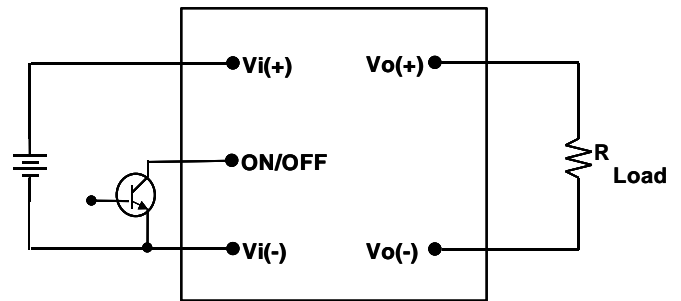 Vi(+)
Vo(+)
ON/OFF
R
Load
Vi(-)
Vo(-)